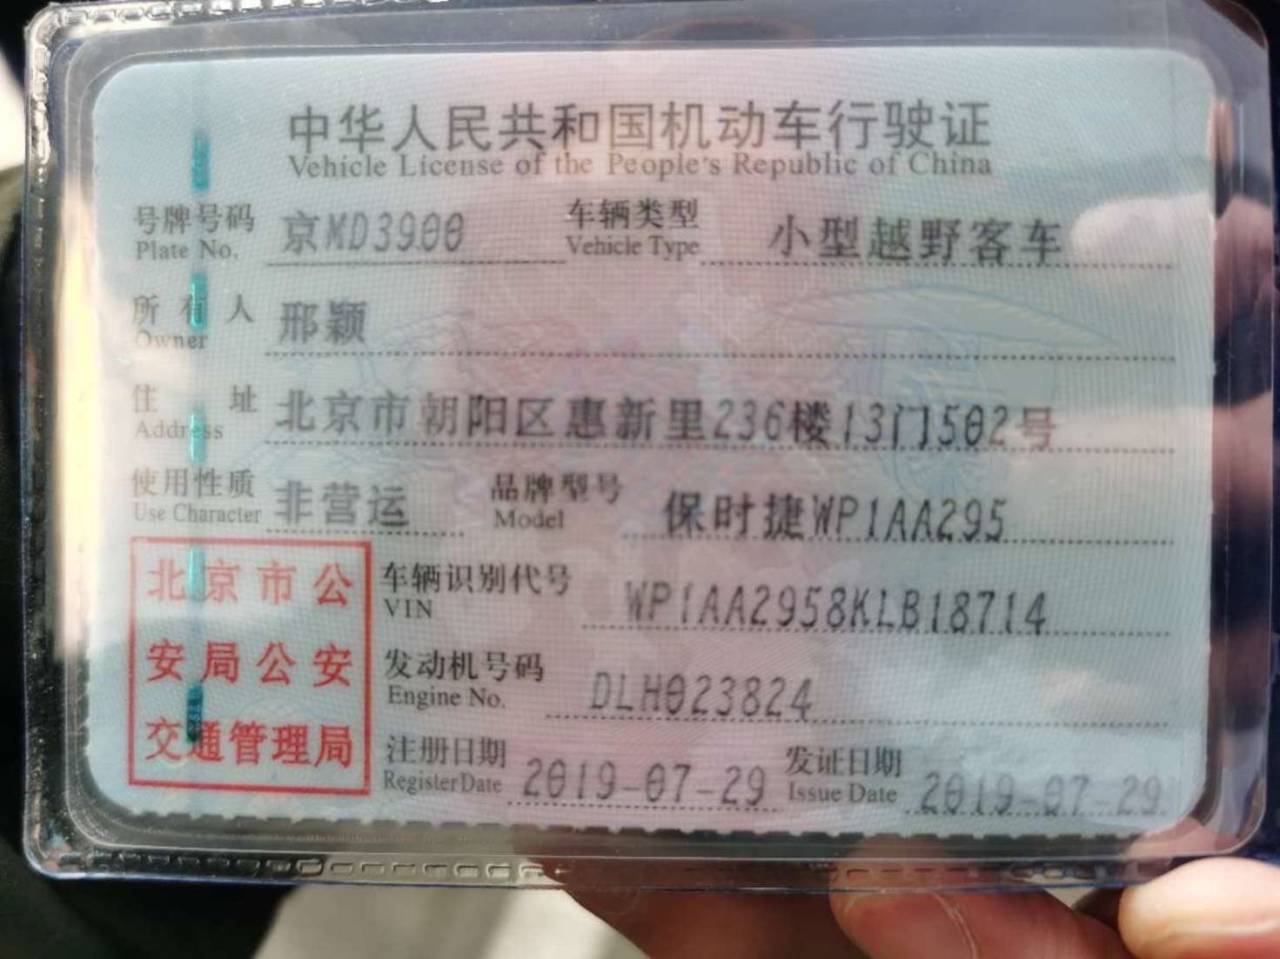 中华人民共和国机动车行驶证
Vehicle License of the People's Republic of China
号牌号码 京MD3900 车辆类型 小型越野客车
Plate No. Vehicle Type
所有人 邢颖
Owner
住址 北京市朝阳区惠新里236楼13门502号
Address
使用性质 非营运 品牌型号 保时捷WP1AA295
Use Character Model
北京市公
安局公安
交通管理局
车辆识别代号 WP1AA2958KLB18714
VIN
发动机号码 DLH023824
Engine No.
注册日期 2019-07-29 发证日期 2019-07-29
Register Date Issue Date